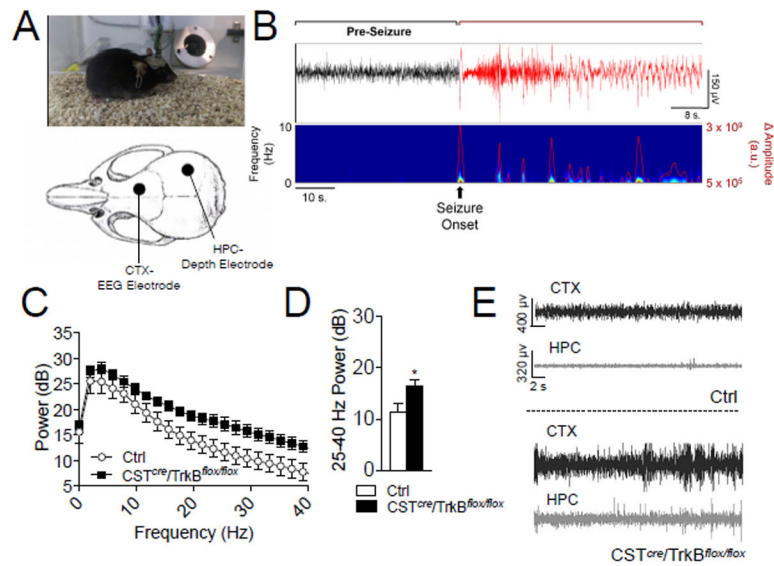 A
CTX-
EEG Electrode
HPC-
Depth Electrode
B
Pre-Seizure
150 µV
8 s.
Frequency
(Hz)
10
0
3 x 10⁹
5 x 10⁵
Δ Amplitude
(a.u.)
10 s.
Seizure
Onset
C
Power (dB)
35
30
25
20
15
10
5
0 10 20 30 40
Frequency (Hz)
Ctrl
CSTcre/TrkBflox/flox
D
25-40 Hz Power (dB)
30
20
10
0
*
Ctrl
CSTcre/TrkBflox/flox
E
CTX
400 µv
HPC
320 µv
2 s
Ctrl
CTX
HPC
CSTcre/TrkBflox/flox